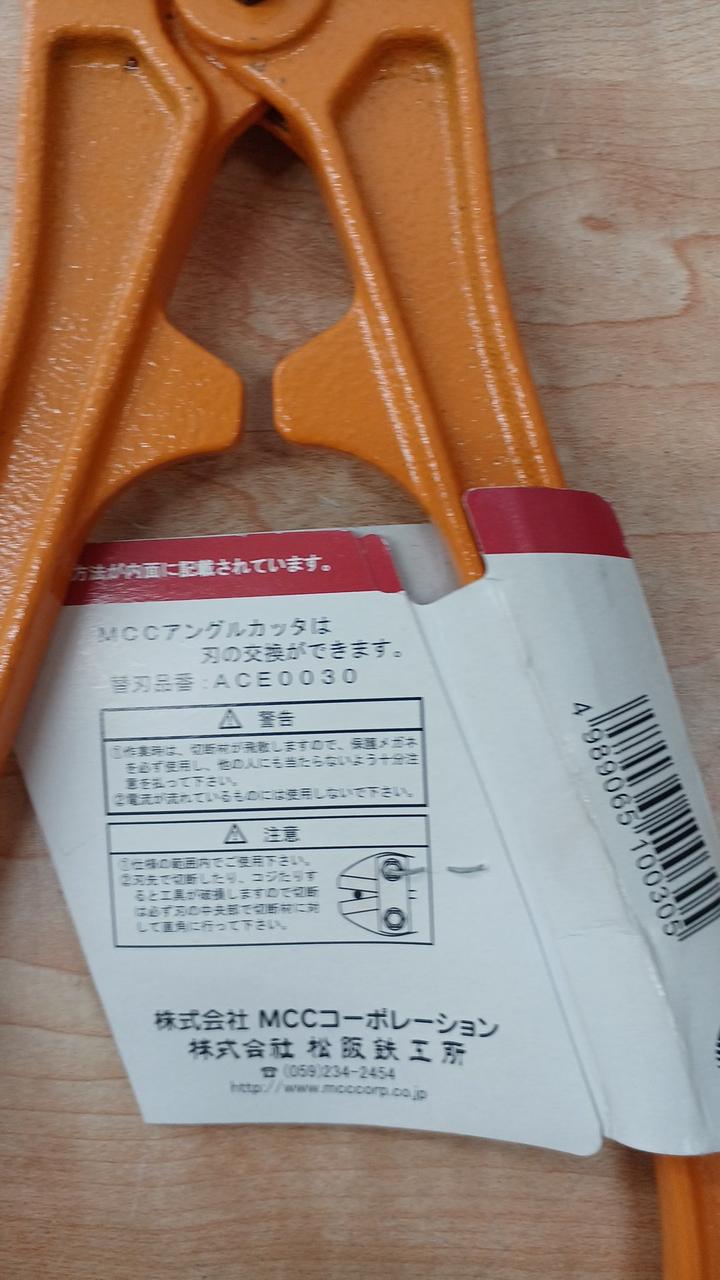 方法が内面に記載されています。
MCCアングルカッタは
刃の交換ができます。
替刃品番:ACE0030
⚠ 警告
①作業時は、切断材が飛散しますので、保護メガネ
を必ず使用し、他の人にも当たらないよう十分注
意を払って下さい。
②電流が流れているものには使用しないで下さい。
⚠ 注意
①仕様の範囲内でご使用下さい。
②刃先で切断したり、コジたりす
ると工具が破損しますので切断
は必ず刃の中央部で切断材に対
して直角に行って下さい。
株式会社 MCCコーポレーション
株式会社 松阪鉄工所
☎ (059)234-2454
http://www.mcccorp.co.jp
4 989065 100305